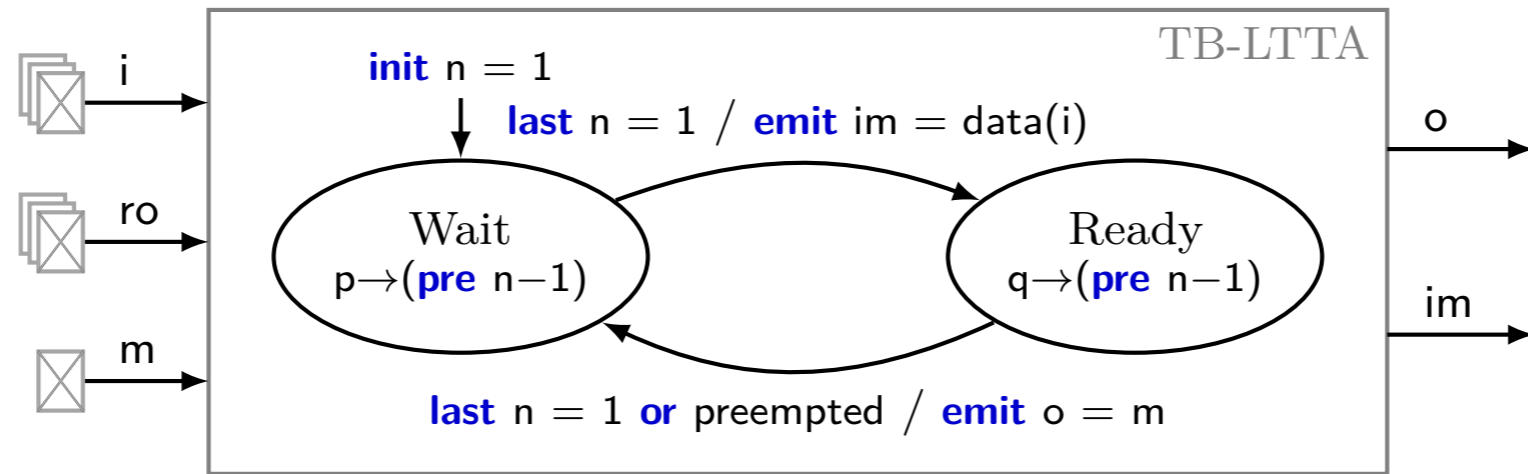 TB-LTTA
i
init n = 1
last n = 1 / emit im = data(i)
o
ro
Wait
p→(pre n−1)
Ready
q→(pre n−1)
im
m
last n = 1 or preempted / emit o = m